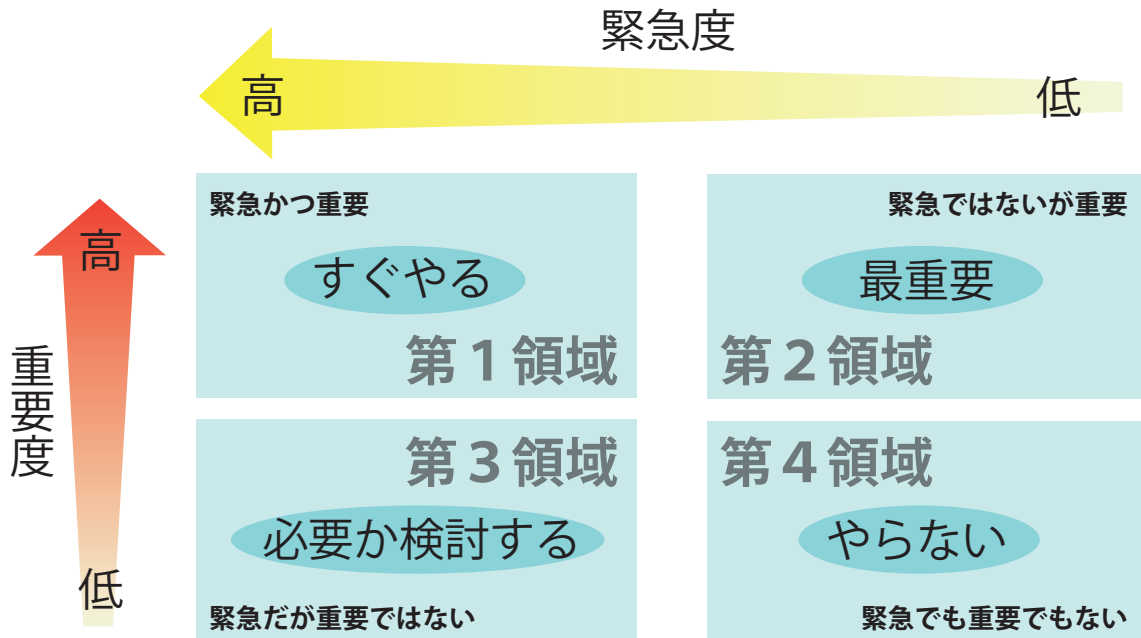 緊急度
高
低
高
重要度
低
緊急かつ重要
すぐやる
第1領域
緊急ではないが重要
最重要
第2領域
第3領域
必要か検討する
緊急だが重要ではない
第4領域
やらない
緊急でも重要でもない